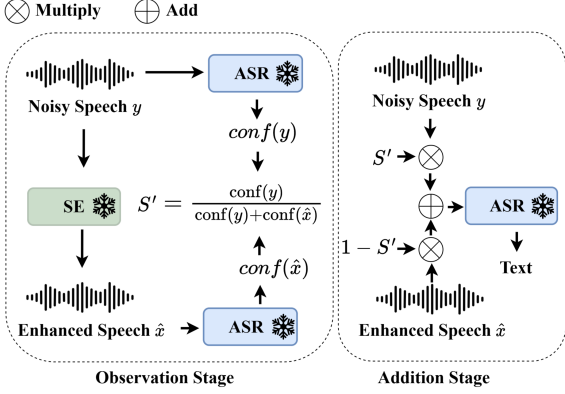 ⊗ Multiply ⊕ Add
Noisy Speech y
ASR
conf(y)
SE
S′ = conf(y) / conf(y)+conf(x̂)
conf(x̂)
Enhanced Speech x̂
ASR
Observation Stage
Noisy Speech y
S′
ASR
1 − S′
Text
Enhanced Speech x̂
Addition Stage